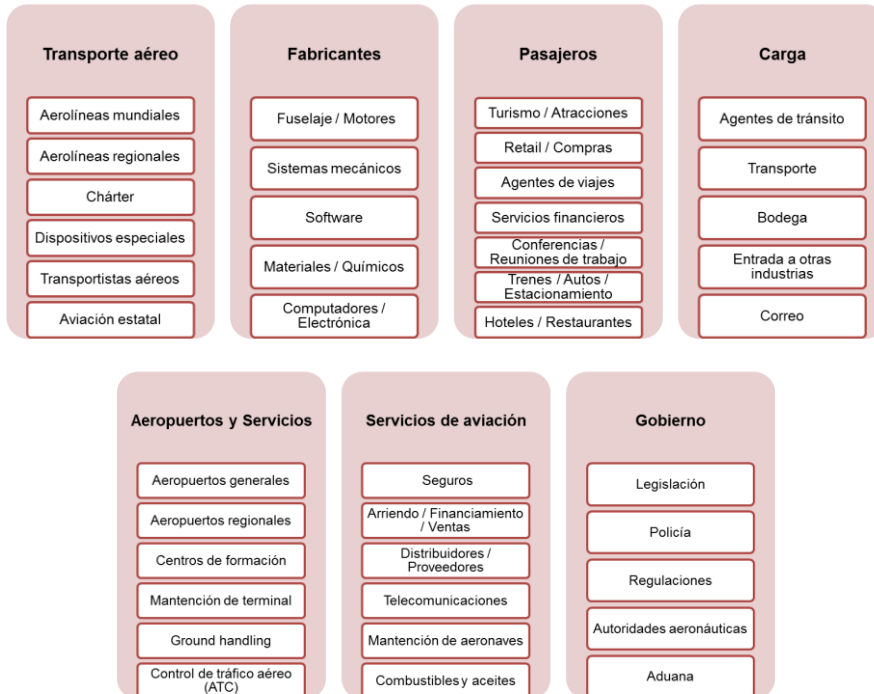 Transporte aéreo
Aerolíneas mundiales
Aerolíneas regionales
Chárter
Dispositivos especiales
Transportistas aéreos
Aviación estatal
Fabricantes
Fuselaje / Motores
Sistemas mecánicos
Software
Materiales / Químicos
Computadores /
Electrónica
Pasajeros
Turismo / Atracciones
Retail / Compras
Agentes de viajes
Servicios financieros
Conferencias /
Reuniones de trabajo
Trenes / Autos /
Estacionamiento
Hoteles / Restaurantes
Carga
Agentes de tránsito
Transporte
Bodega
Entrada a otras
industrias
Correo
Aeropuertos y Servicios
Aeropuertos generales
Aeropuertos regionales
Centros de formación
Mantención de terminal
Ground handling
Control de tráfico aéreo
(ATC)
Servicios de aviación
Seguros
Arriendo / Financiamiento
/ Ventas
Distribuidores /
Proveedores
Telecomunicaciones
Mantención de aeronaves
Combustibles y aceites
Gobierno
Legislación
Policía
Regulaciones
Autoridades aeronáuticas
Aduana